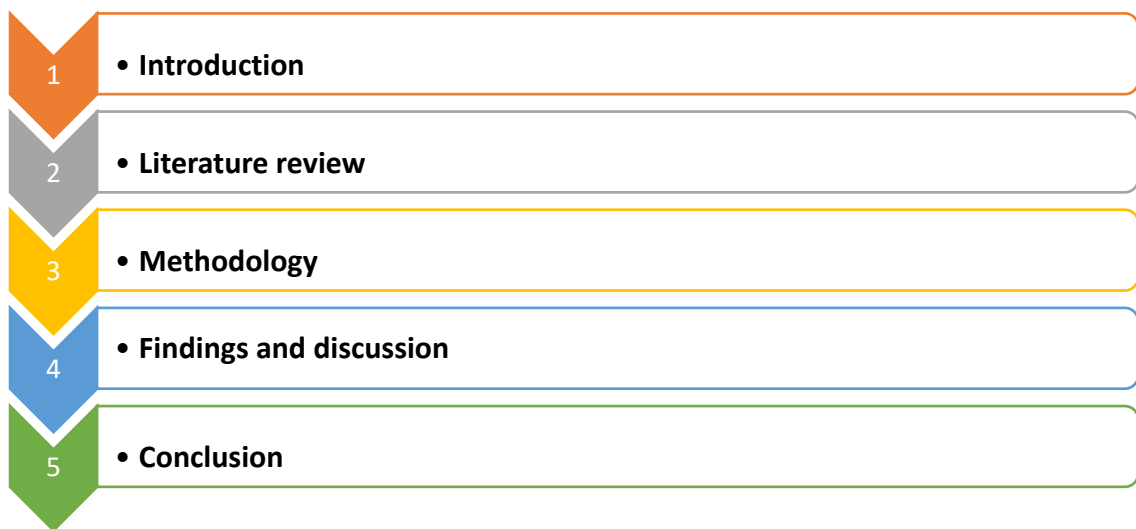 1 • Introduction
2 • Literature review
3 • Methodology
4 • Findings and discussion
5 • Conclusion